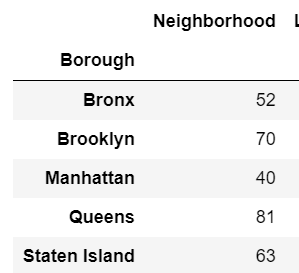 Neighborhood L
Borough
Bronx 52
Brooklyn 70
Manhattan 40
Queens 81
Staten Island 63